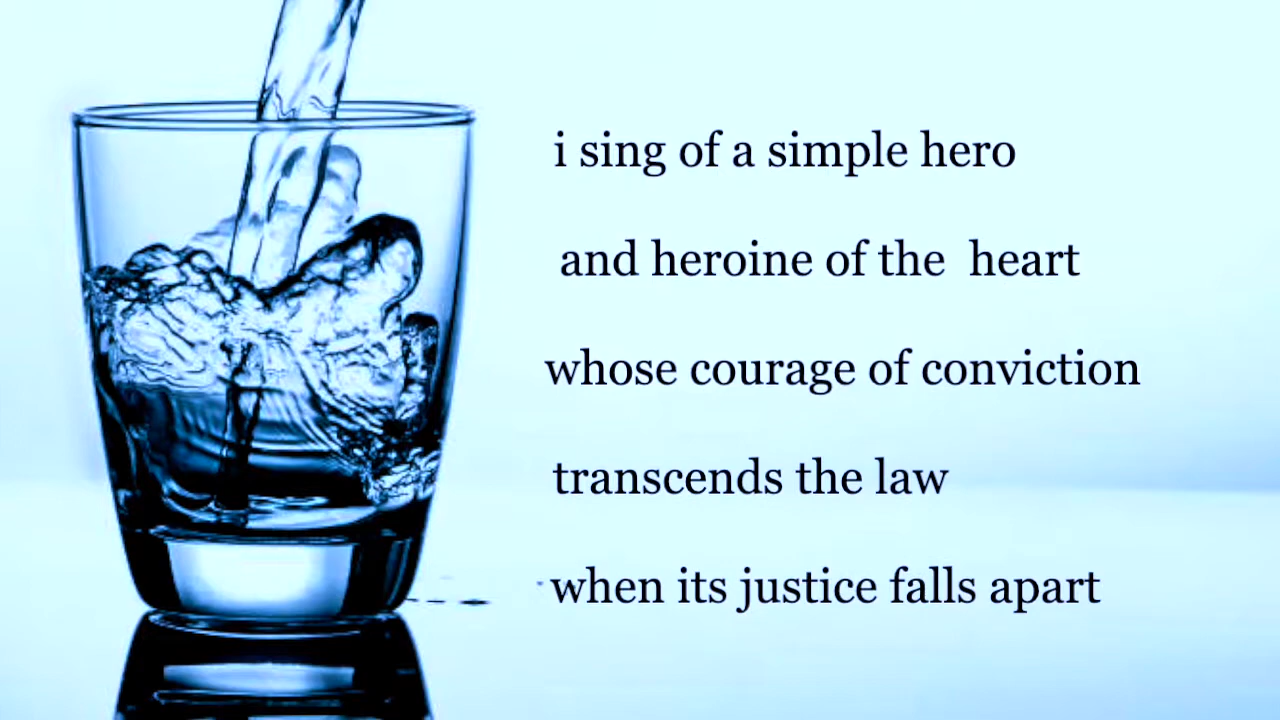 i sing of a simple hero
and heroine of the  heart
whose courage of conviction
transcends the law
when its justice falls apart